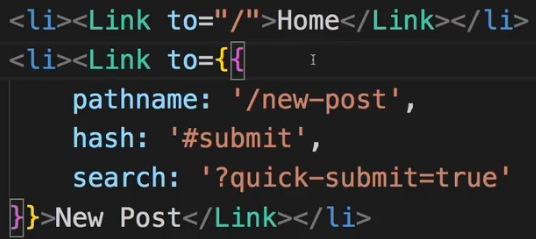 <li><Link to="/">Home</Link></li>
<li><Link to={{
    pathname: '/new-post',
    hash: '#submit',
    search: '?quick-submit=true'
}}>New Post</Link></li>